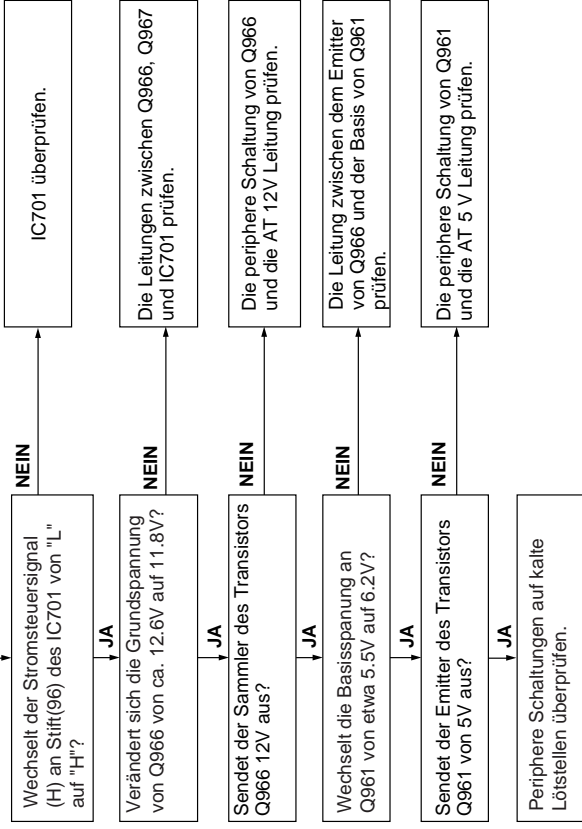 Wechselt der Stromsteuersignal
(H) an Stift(96) des IC701 von "L"
auf "H"?
NEIN
IC701 überprüfen.
JA
Verändert sich die Grundspannung
von Q966 von ca. 12.6V auf 11.8V?
NEIN
Die Leitungen zwischen Q966, Q967
und IC701 prüfen.
JA
Sendet der Sammler des Transistors
Q966 12V aus?
NEIN
Die periphere Schaltung von Q966
und die AT 12V Leitung prüfen.
JA
Wechselt die Basisspanung an
Q961 von etwa 5.5V auf 6.2V?
NEIN
Die Leitung zwischen dem Emitter
von Q966 und der Basis von Q961
prüfen.
JA
Sendet der Emitter des Transistors
Q961 von 5V aus?
NEIN
Die periphere Schaltung von Q961
und die AT 5 V Leitung prüfen.
JA
Periphere Schaltungen auf kalte
Lötstellen überprüfen.